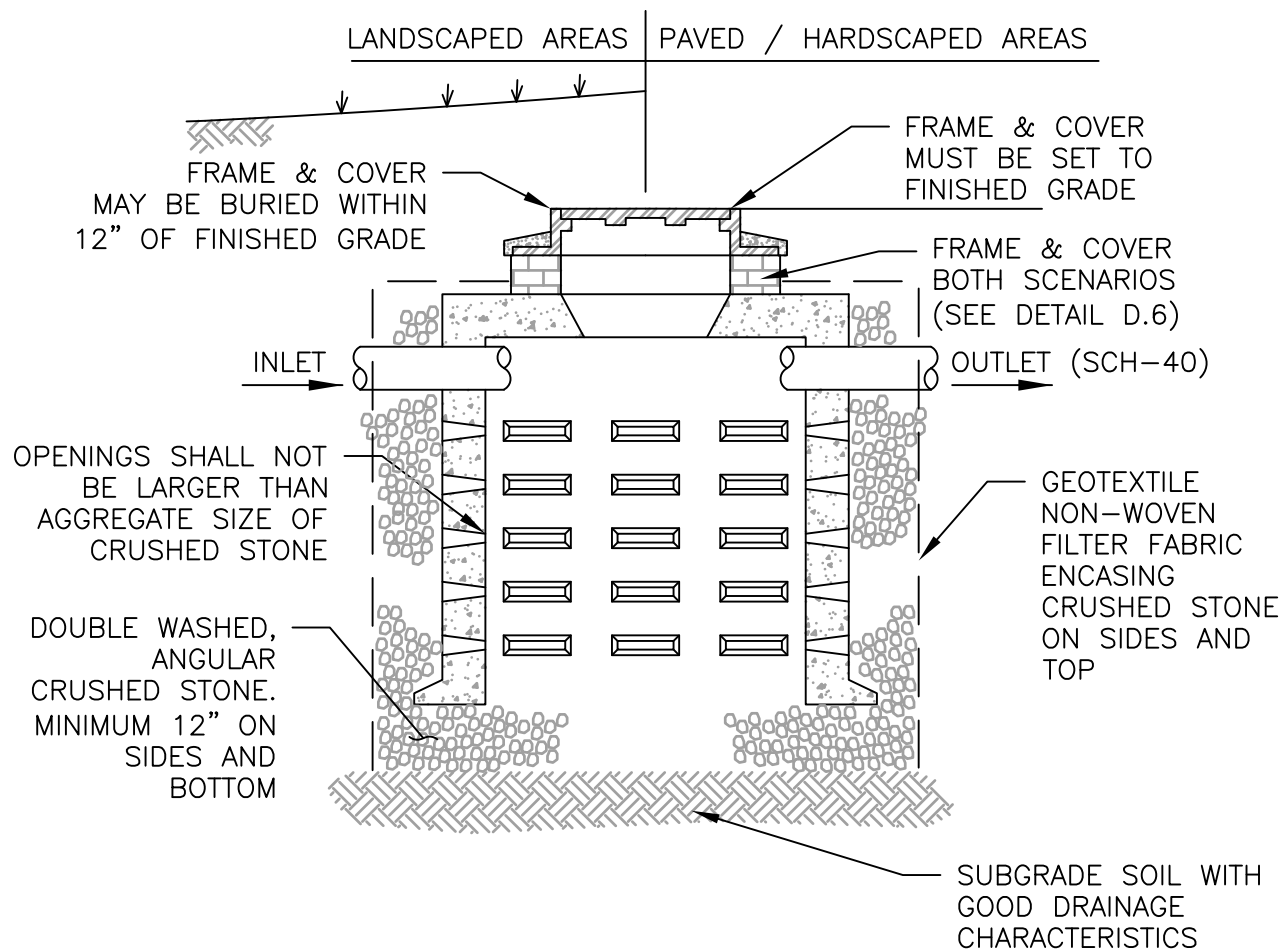 LANDSCAPED AREAS
PAVED / HARDSCAPED AREAS
FRAME & COVER
MAY BE BURIED WITHIN
12" OF FINISHED GRADE
FRAME & COVER
MUST BE SET TO
FINISHED GRADE
FRAME & COVER
BOTH SCENARIOS
(SEE DETAIL D.6)
INLET
OUTLET (SCH-40)
OPENINGS SHALL NOT
BE LARGER THAN
AGGREGATE SIZE OF
CRUSHED STONE
GEOTEXTILE
NON-WOVEN
FILTER FABRIC
ENCASING
CRUSHED STONE
ON SIDES AND
TOP
DOUBLE WASHED,
ANGULAR
CRUSHED STONE.
MINIMUM 12" ON
SIDES AND
BOTTOM
SUBGRADE SOIL WITH
GOOD DRAINAGE
CHARACTERISTICS